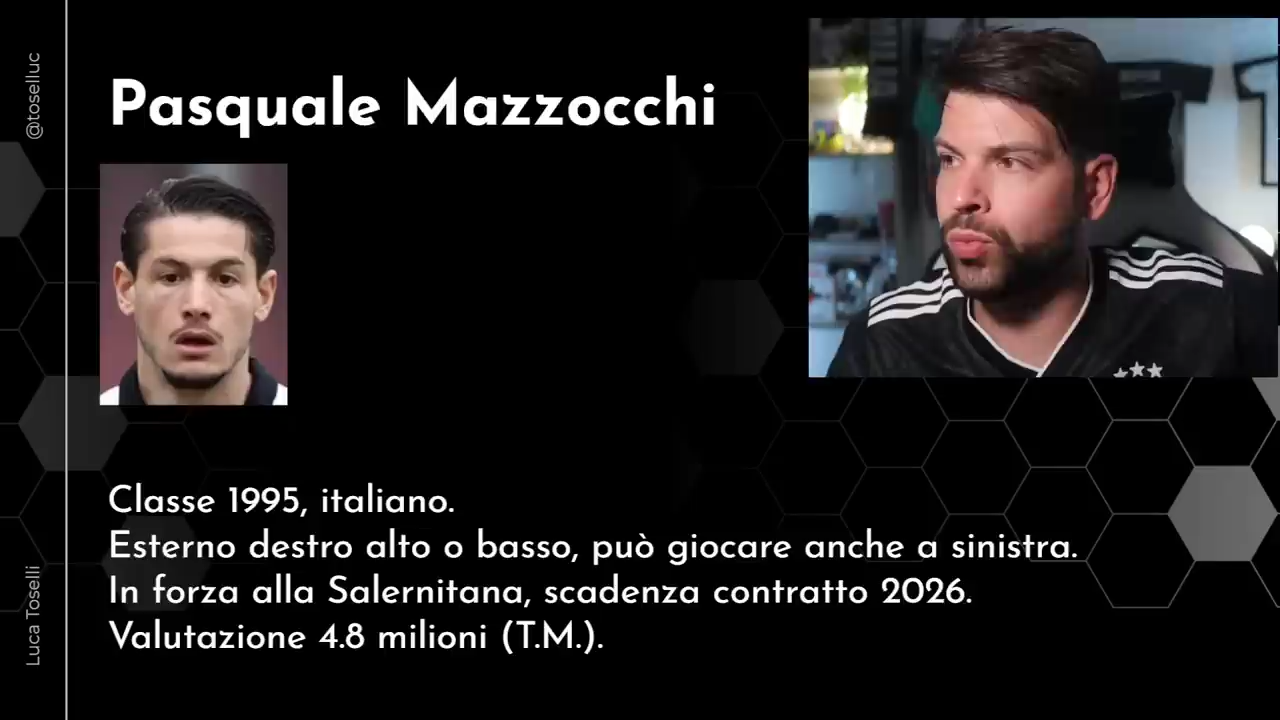 @toselluc
Luca Toselli
Pasquale Mazzocchi
Classe 1995, italiano.
Esterno destro alto o basso, può giocare anche a sinistra.
In forza alla Salernitana, scadenza contratto 2026.
Valutazione 4.8 milioni (T.M.).